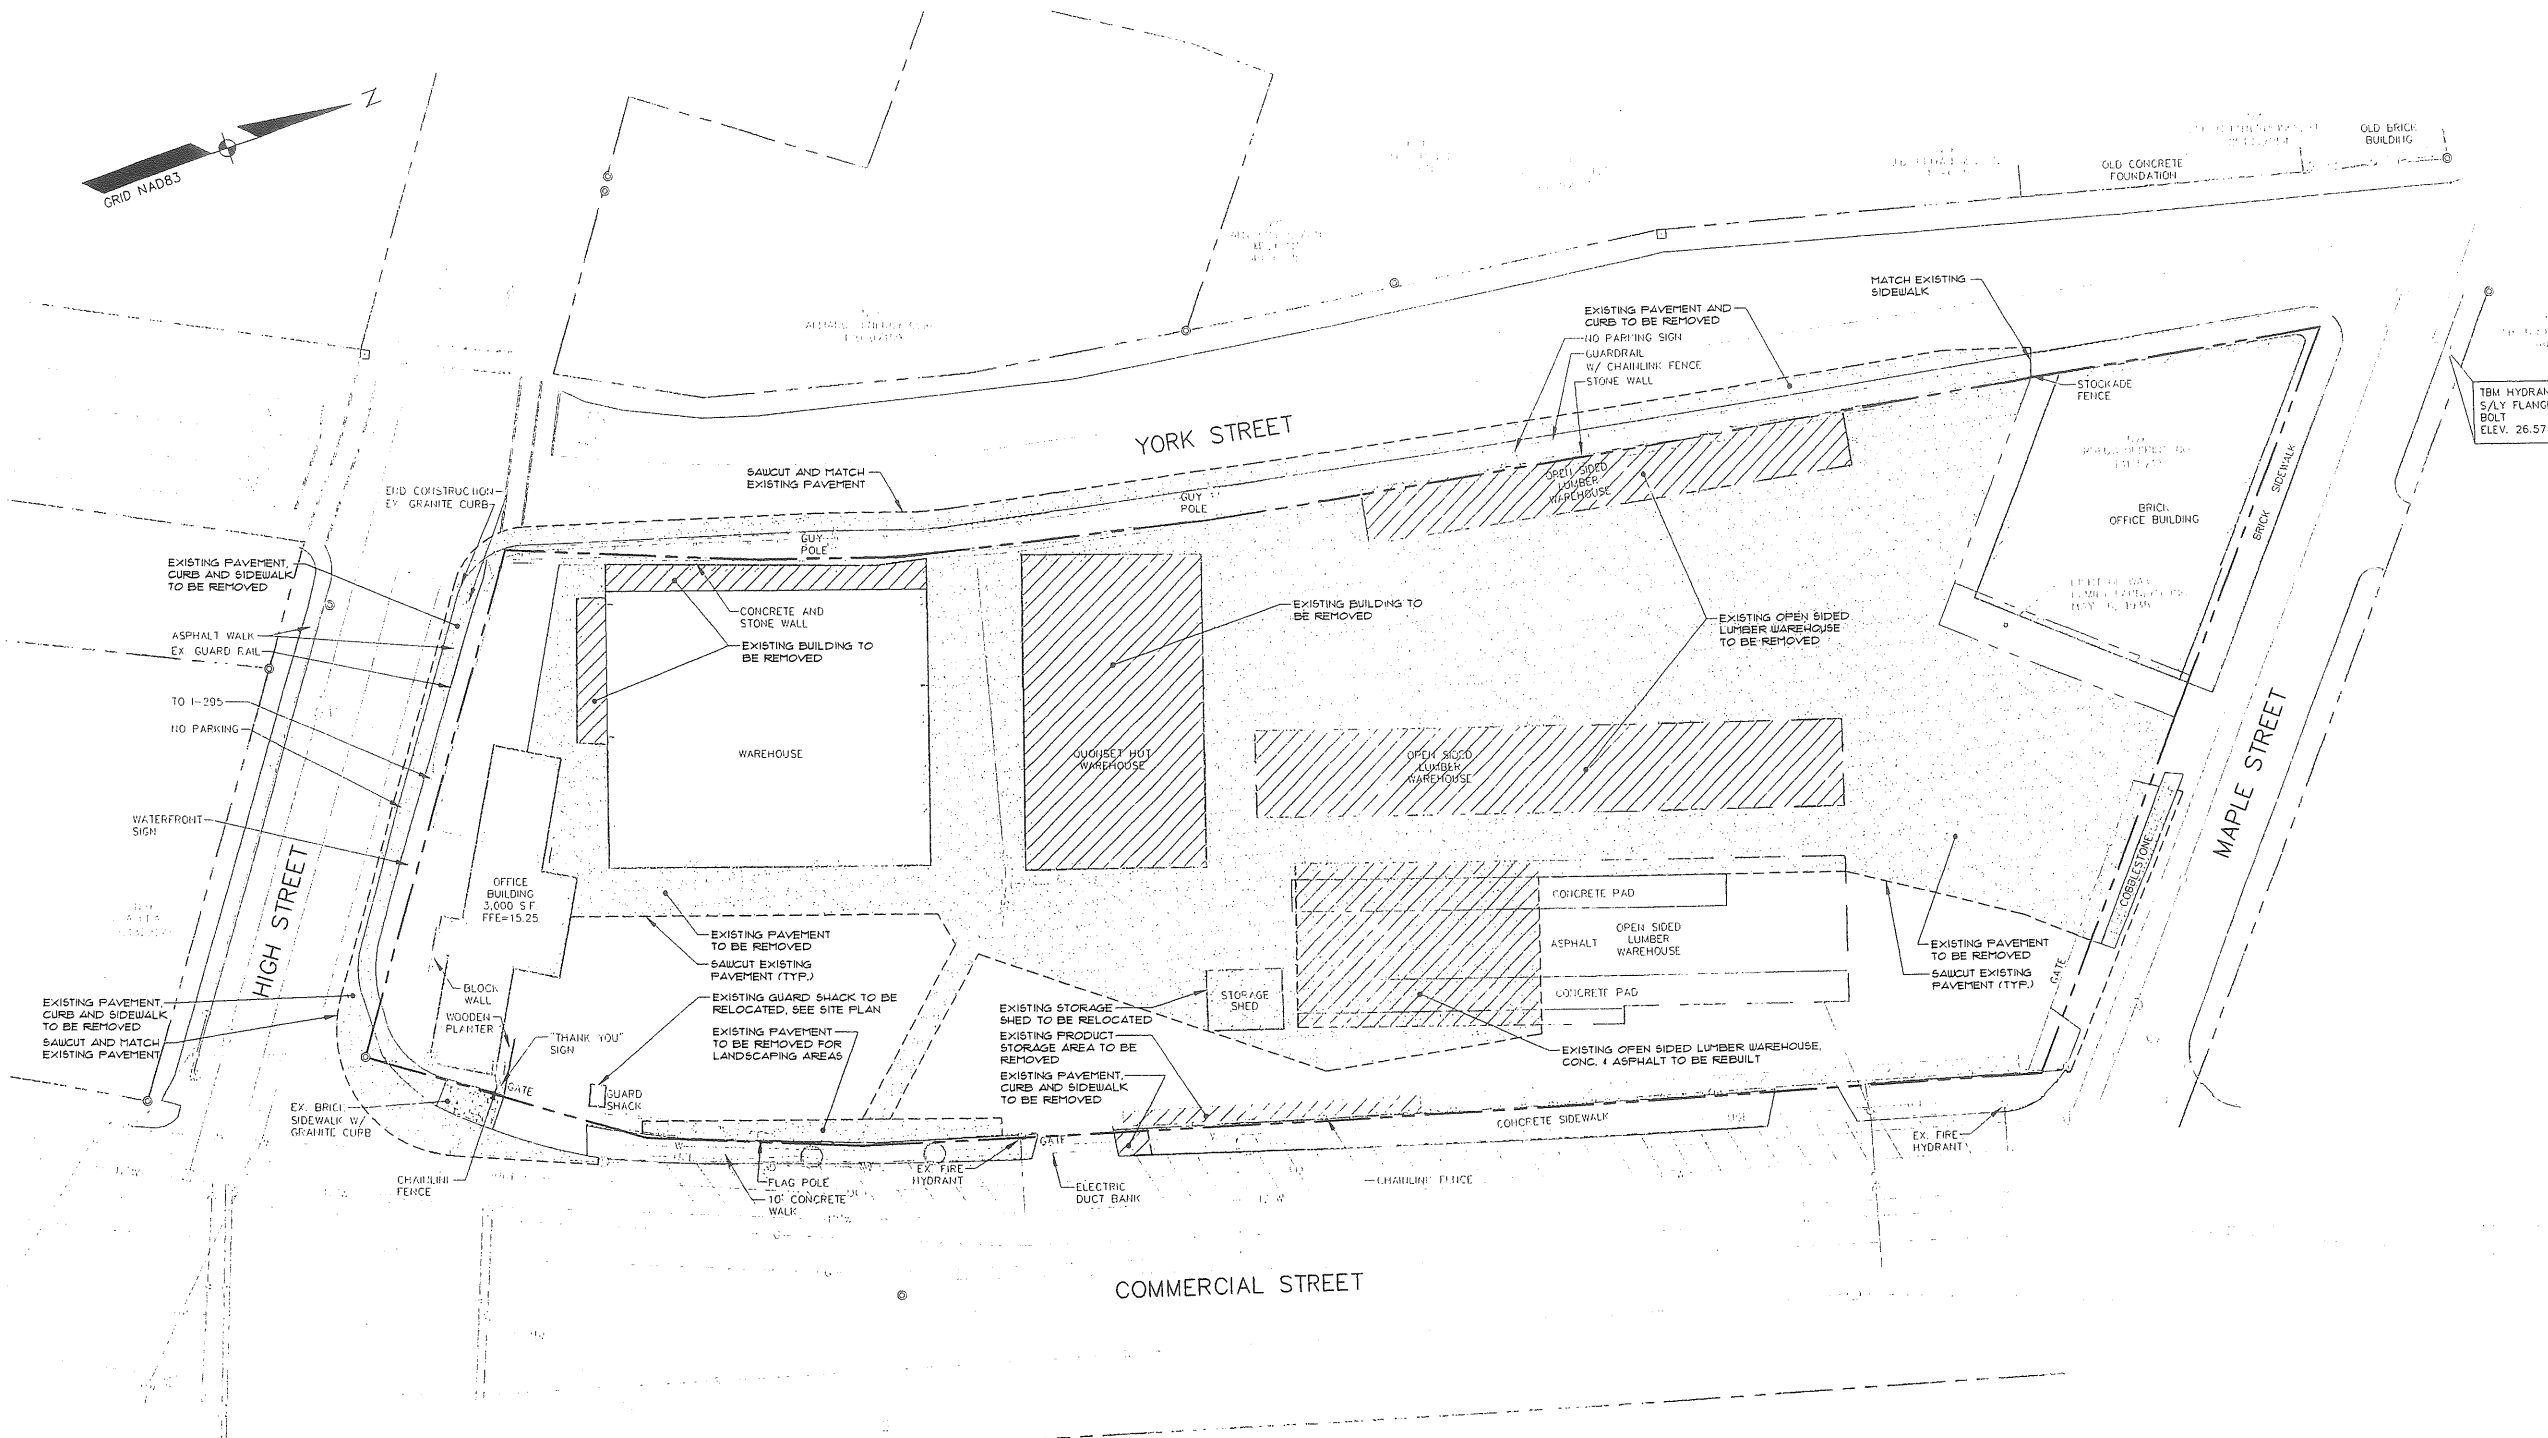 Z
GRID NAD83
OLD BRICK
BUILDING
OLD CONCRETE
FOUNDATION
MATCH EXISTING
SIDEWALK
EXISTING PAVEMENT AND
CURB TO BE REMOVED
NO PARKING SIGN
GUARDRAIL
W/ CHAINLINK FENCE
STONE WALL
STOCKADE
FENCE
TBM HYDRAN
S/LY FLANG
BOLT
ELEV. 26.57
YORK STREET
SAWCUT AND MATCH
EXISTING PAVEMENT
END CONSTRUCTION
EX. GRANITE CURB
GUY
POLE
GUY
POLE
OPEN SIDED
LUMBER
WAREHOUSE
BRICK
OFFICE BUILDING
BRICK SIDEWALK
EXISTING PAVEMENT,
CURB AND SIDEWALK
TO BE REMOVED
ASPHALT WALK
EX. GUARD RAIL
TO I-295
NO PARKING
WATERFRONT
SIGN
CONCRETE AND
STONE WALL
EXISTING BUILDING TO
BE REMOVED
EXISTING BUILDING TO
BE REMOVED
EXISTING OPEN SIDED
LUMBER WAREHOUSE
TO BE REMOVED
MAY 6, 1936
WAREHOUSE
QUONSET HUT
WAREHOUSE
OPEN SIDED
LUMBER
WAREHOUSE
MAPLE STREET
COBBLESTONE
HIGH STREET
OFFICE
BUILDING
3,000 S.F.
FFE=15.25
CONCRETE PAD
OPEN SIDED
LUMBER
WAREHOUSE
ASPHALT
CONCRETE PAD
EXISTING PAVEMENT
TO BE REMOVED
SAWCUT EXISTING
PAVEMENT (TYP.)
EXISTING PAVEMENT
TO BE REMOVED
SAWCUT EXISTING
PAVEMENT (TYP.)
GATE
BLOCK
WALL
WOODEN
PLANTER
"THANK YOU"
SIGN
EXISTING GUARD SHACK TO BE
RELOCATED, SEE SITE PLAN
EXISTING PAVEMENT
TO BE REMOVED FOR
LANDSCAPING AREAS
STORAGE
SHED
EXISTING STORAGE
SHED TO BE RELOCATED
EXISTING PRODUCT
STORAGE AREA TO BE
REMOVED
EXISTING PAVEMENT,
CURB AND SIDEWALK
TO BE REMOVED
EXISTING OPEN SIDED LUMBER WAREHOUSE,
CONC. & ASPHALT TO BE REBUILT
EXISTING PAVEMENT,
CURB AND SIDEWALK
TO BE REMOVED
SAWCUT AND MATCH
EXISTING PAVEMENT
GATE
GUARD
SHACK
EX. BRICK
SIDEWALK W/
GRANITE CURB
CHAINLINK
FENCE
GATE
CONCRETE SIDEWALK
EX. FIRE
HYDRANT
EX. FIRE
HYDRANT
FLAG POLE
10' CONCRETE
WALK
ELECTRIC
DUCT BANK
CHAINLINK FENCE
COMMERCIAL STREET